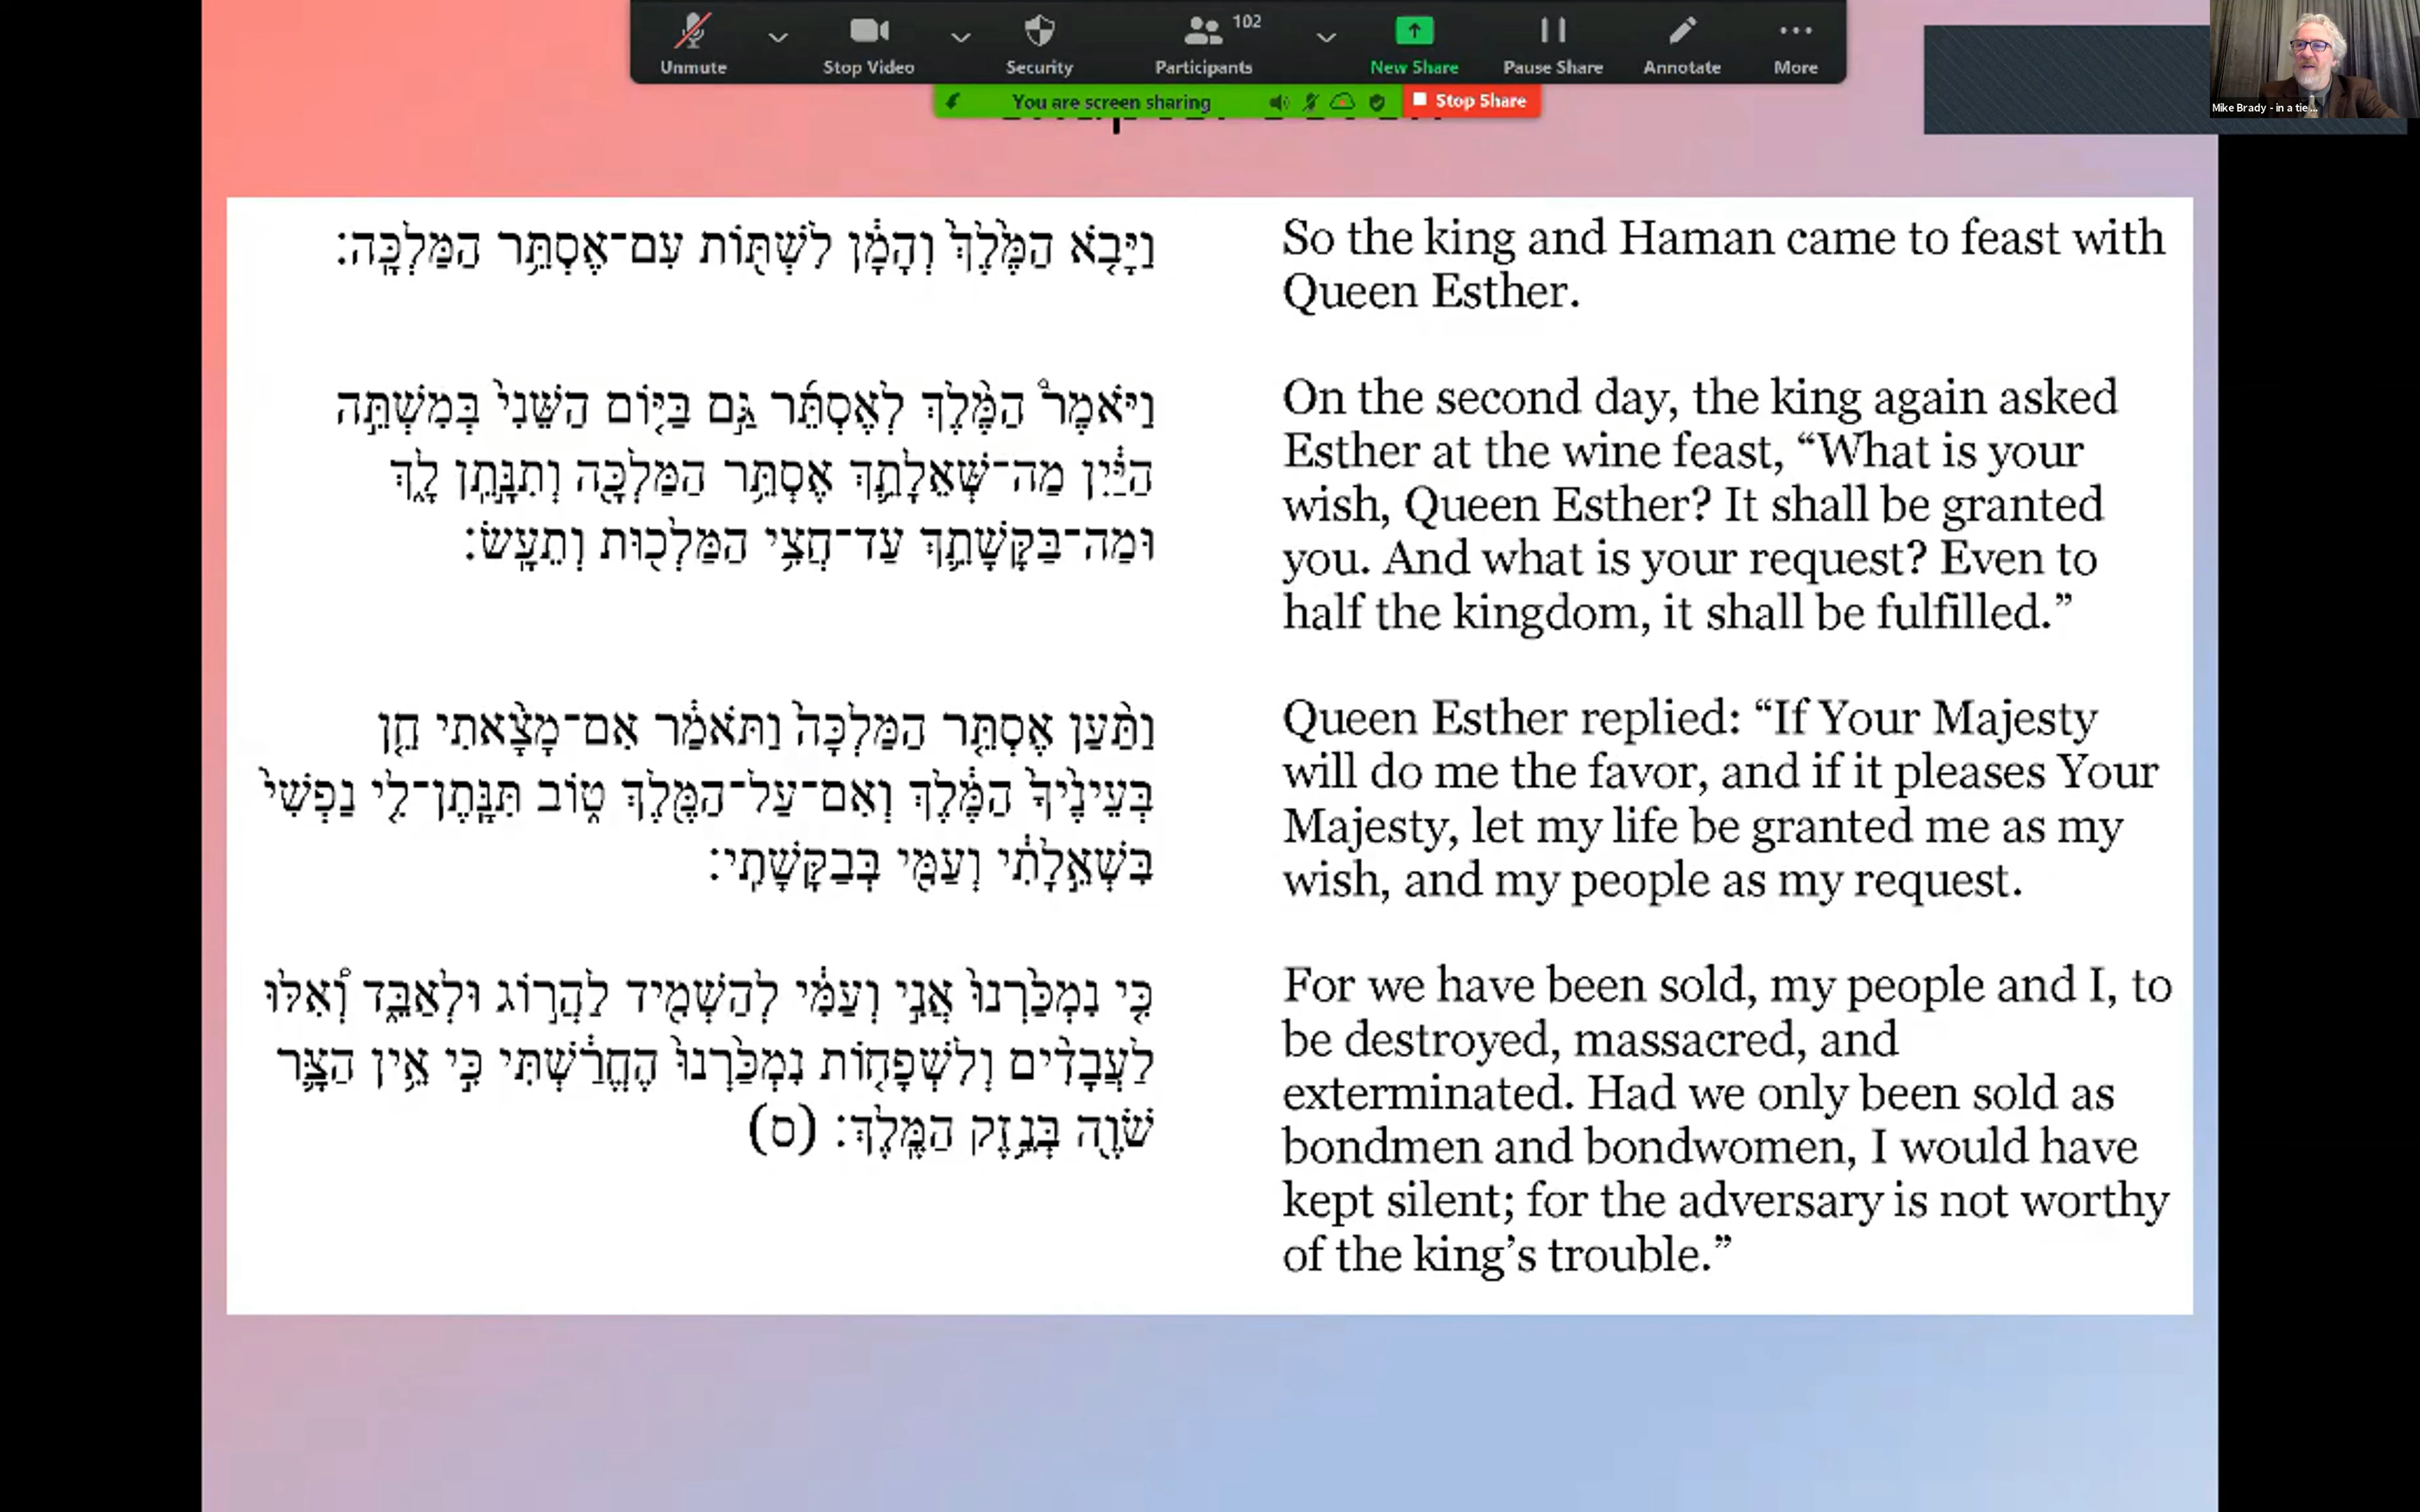 102
Unmute
Stop Video
Security
Participants
New Share
Pause Share
Annotate
More
You are screen sharing
Stop Share
Mike Brady - in a tie ...
וַיָּבֹא הַמֶּלֶךְ וְהָמָן לִשְׁתּוֹת עִם־אֶסְתֵּר הַמַּלְכָּה׃
So the king and Haman came to feast with
Queen Esther.
וַיֹּאמֶר הַמֶּלֶךְ לְאֶסְתֵּר גַּם בַּיּוֹם הַשֵּׁנִי בְּמִשְׁתֵּה
הַיַּיִן מַה־שְּׁאֵלָתֵךְ אֶסְתֵּר הַמַּלְכָּה וְתִנָּתֵן לָךְ
וּמַה־בַּקָּשָׁתֵךְ עַד־חֲצִי הַמַּלְכוּת וְתֵעָשׂ׃
On the second day, the king again asked
Esther at the wine feast, “What is your
wish, Queen Esther? It shall be granted
you. And what is your request? Even to
half the kingdom, it shall be fulfilled.”
וַתַּעַן אֶסְתֵּר הַמַּלְכָּה וַתֹּאמַר אִם־מָצָאתִי חֵן
בְּעֵינֶיךָ הַמֶּלֶךְ וְאִם־עַל־הַמֶּלֶךְ טוֹב תִּנָּתֶן־לִי נַפְשִׁי
בִּשְׁאֵלָתִי וְעַמִּי בְּבַקָּשָׁתִי׃
Queen Esther replied: “If Your Majesty
will do me the favor, and if it pleases Your
Majesty, let my life be granted me as my
wish, and my people as my request.
כִּי נִמְכַּרְנוּ אֲנִי וְעַמִּי לְהַשְׁמִיד לַהֲרוֹג וּלְאַבֵּד וְאִלּוּ
לַעֲבָדִים וְלִשְׁפָחוֹת נִמְכַּרְנוּ הֶחֱרַשְׁתִּי כִּי אֵין הַצָּר
שֹׁוֶה בְּנֵזֶק הַמֶּלֶךְ׃ (ס)
For we have been sold, my people and I, to
be destroyed, massacred, and
exterminated. Had we only been sold as
bondmen and bondwomen, I would have
kept silent; for the adversary is not worthy
of the king’s trouble.”